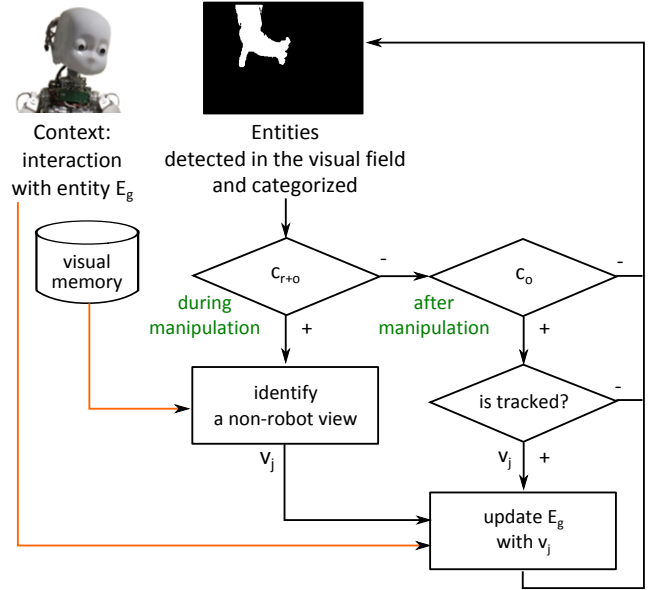 Context:
interaction
with entity E_g
Entities
detected in the visual field
and categorized
visual
memory
c_{r+o}
-
c_o
-
during
manipulation
+
after
manipulation
+
identify
a non-robot view
is tracked?
-
v_j
v_j +
update E_g
with v_j